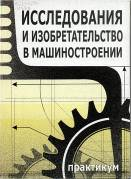 ИССЛЕДОВАНИЯ
И ИЗОБРЕТАТЕЛЬСТВО
В МАШИНОСТРОЕНИИ
практикум